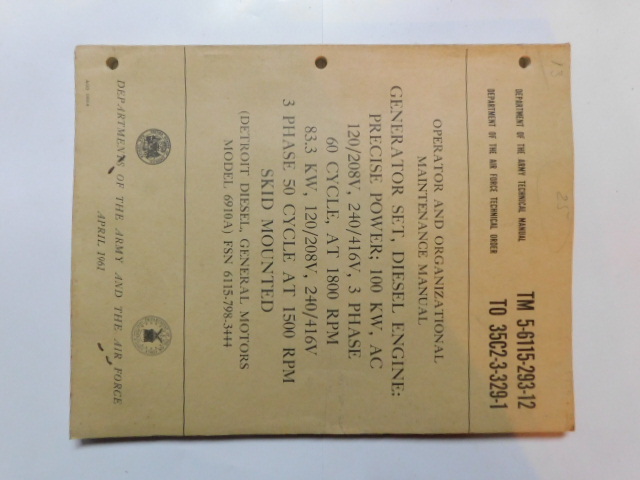 DEPARTMENT OF THE ARMY TECHNICAL MANUAL TM 5-6115-293-12
DEPARTMENT OF THE AIR FORCE TECHNICAL ORDER TO 35C2-3-329-1
13
25
OPERATOR AND ORGANIZATIONAL
MAINTENANCE MANUAL
GENERATOR SET, DIESEL ENGINE:
PRECISE POWER; 100 KW, AC
120/208V, 240/416V, 3 PHASE
60 CYCLE, AT 1800 RPM
83.3 KW, 120/208V, 240/416V
3 PHASE 50 CYCLE AT 1500 RPM
SKID MOUNTED
(DETROIT DIESEL, GENERAL MOTORS
MODEL 6910A) FSN 6115-798-3444
DEPARTMENTS OF THE ARMY AND THE AIR FORCE
APRIL 1961